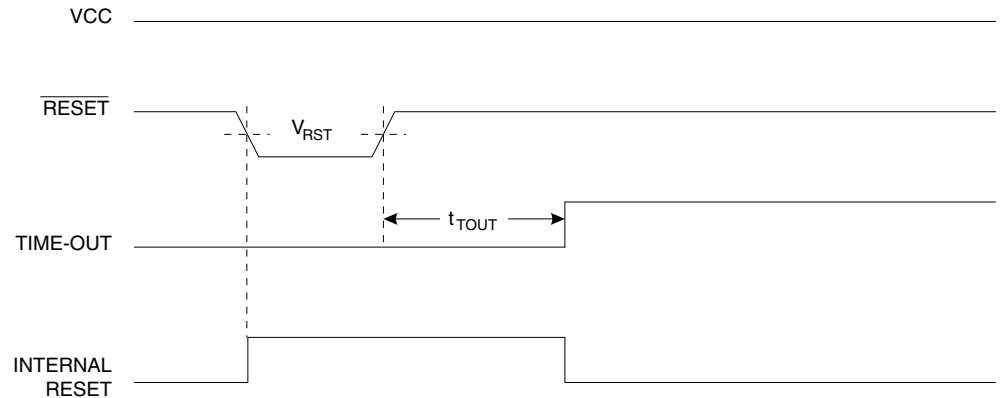 VCC
RESET
V_RST
t_TOUT
TIME-OUT
INTERNAL
RESET